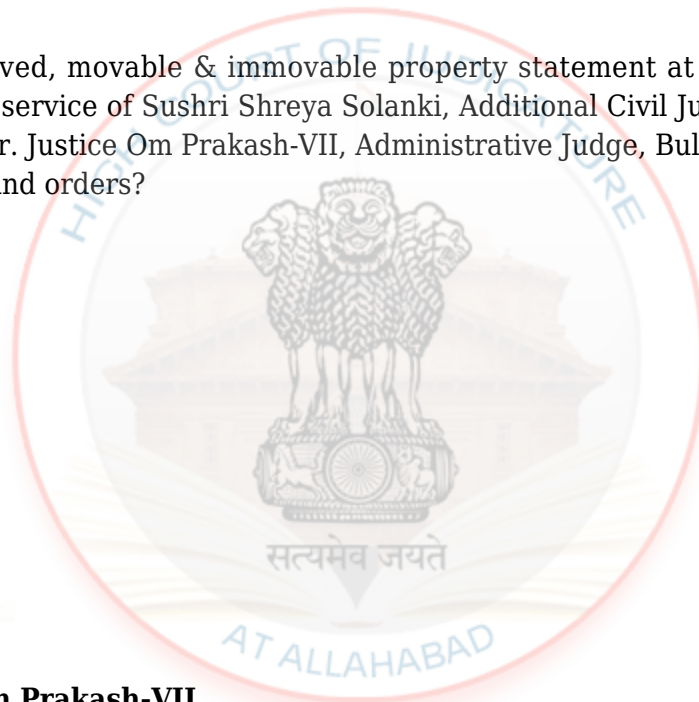 ved, movable & immovable property statement at
service of Sushri Shreya Solanki, Additional Civil Ju
r. Justice Om Prakash-VII, Administrative Judge, Bul
nd orders?
HIGH COURT OF JUDICATURE
सत्यमेव जयते
AT ALLAHABAD
Prakash-VII